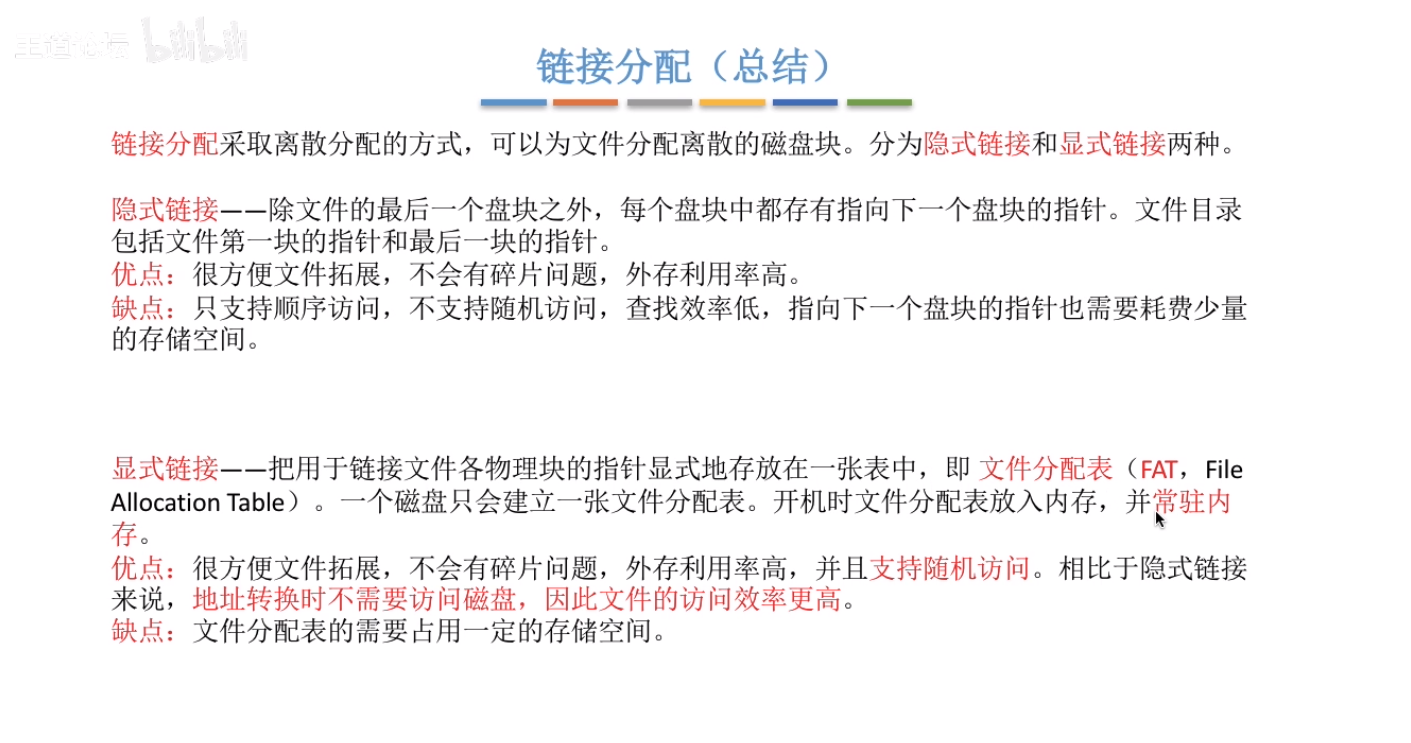 王道论坛 bilibili
链接分配（总结）
链接分配采取离散分配的方式，可以为文件分配离散的磁盘块。分为隐式链接和显式链接两种。
隐式链接——除文件的最后一个盘块之外，每个盘块中都存有指向下一个盘块的指针。文件目录
包括文件第一块的指针和最后一块的指针。
优点：很方便文件拓展，不会有碎片问题，外存利用率高。
缺点：只支持顺序访问，不支持随机访问，查找效率低，指向下一个盘块的指针也需要耗费少量
的存储空间。
显式链接——把用于链接文件各物理块的指针显式地存放在一张表中，即 文件分配表（FAT，File
Allocation Table）。一个磁盘只会建立一张文件分配表。开机时文件分配表放入内存，并常驻内
存。
优点：很方便文件拓展，不会有碎片问题，外存利用率高，并且支持随机访问。相比于隐式链接
来说，地址转换时不需要访问磁盘，因此文件的访问效率更高。
缺点：文件分配表的需要占用一定的存储空间。